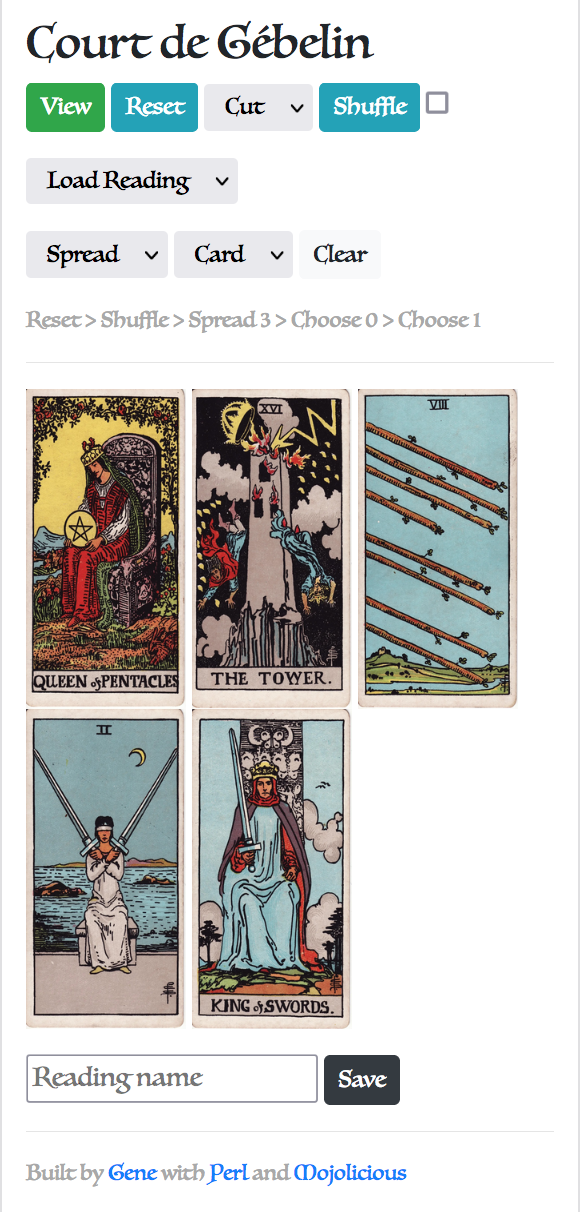 Court de Gébelin
View Reset Cut Shuffle
Load Reading
Spread Card Clear
Reset > Shuffle > Spread 3 > Choose 0 > Choose 1
XVI
VIII
QUEEN of PENTACLES
THE TOWER.
II
KING of SWORDS.
Reading name Save
Built by Gene with Perl and Mojolicious